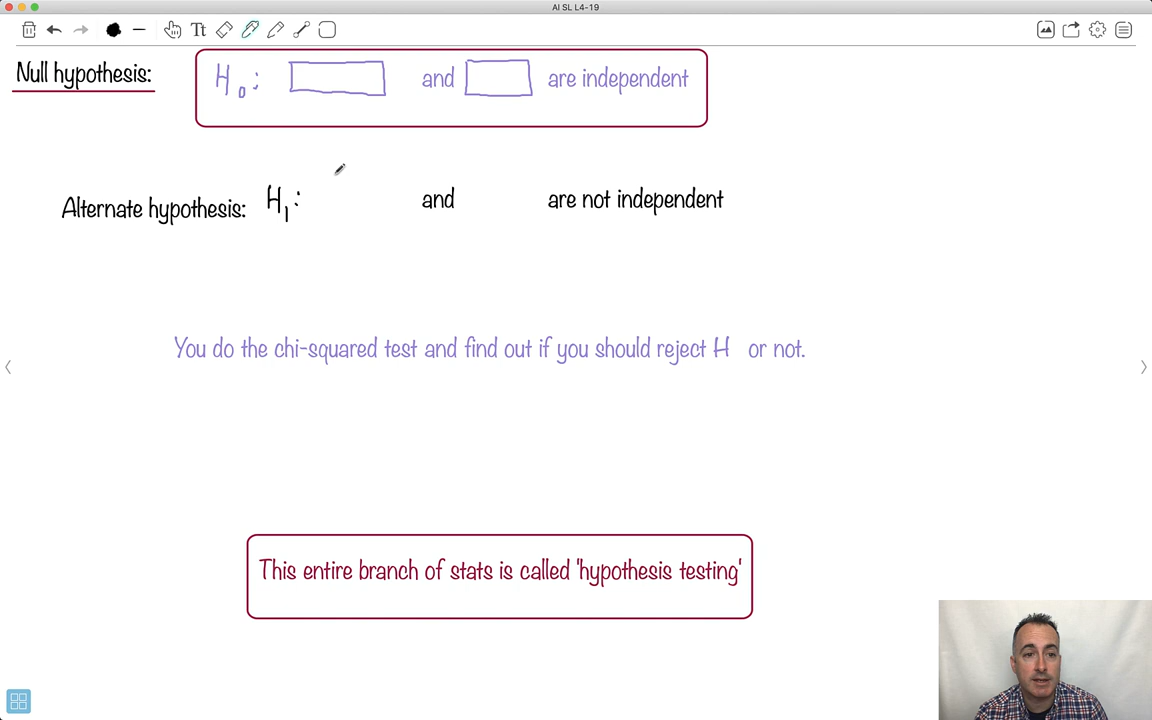 AI SL L4-19
Tt
Null hypothesis: H₀: and are independent
Alternate hypothesis: H₁: and are not independent
You do the chi-squared test and find out if you should reject H or not.
This entire branch of stats is called 'hypothesis testing'